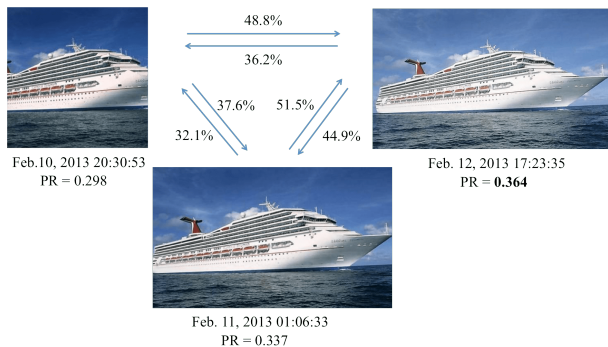 48.8%
36.2%
37.6%
51.5%
32.1%
44.9%
Feb.10, 2013 20:30:53
PR = 0.298
Feb. 12, 2013 17:23:35
PR = 0.364
Feb. 11, 2013 01:06:33
PR = 0.337